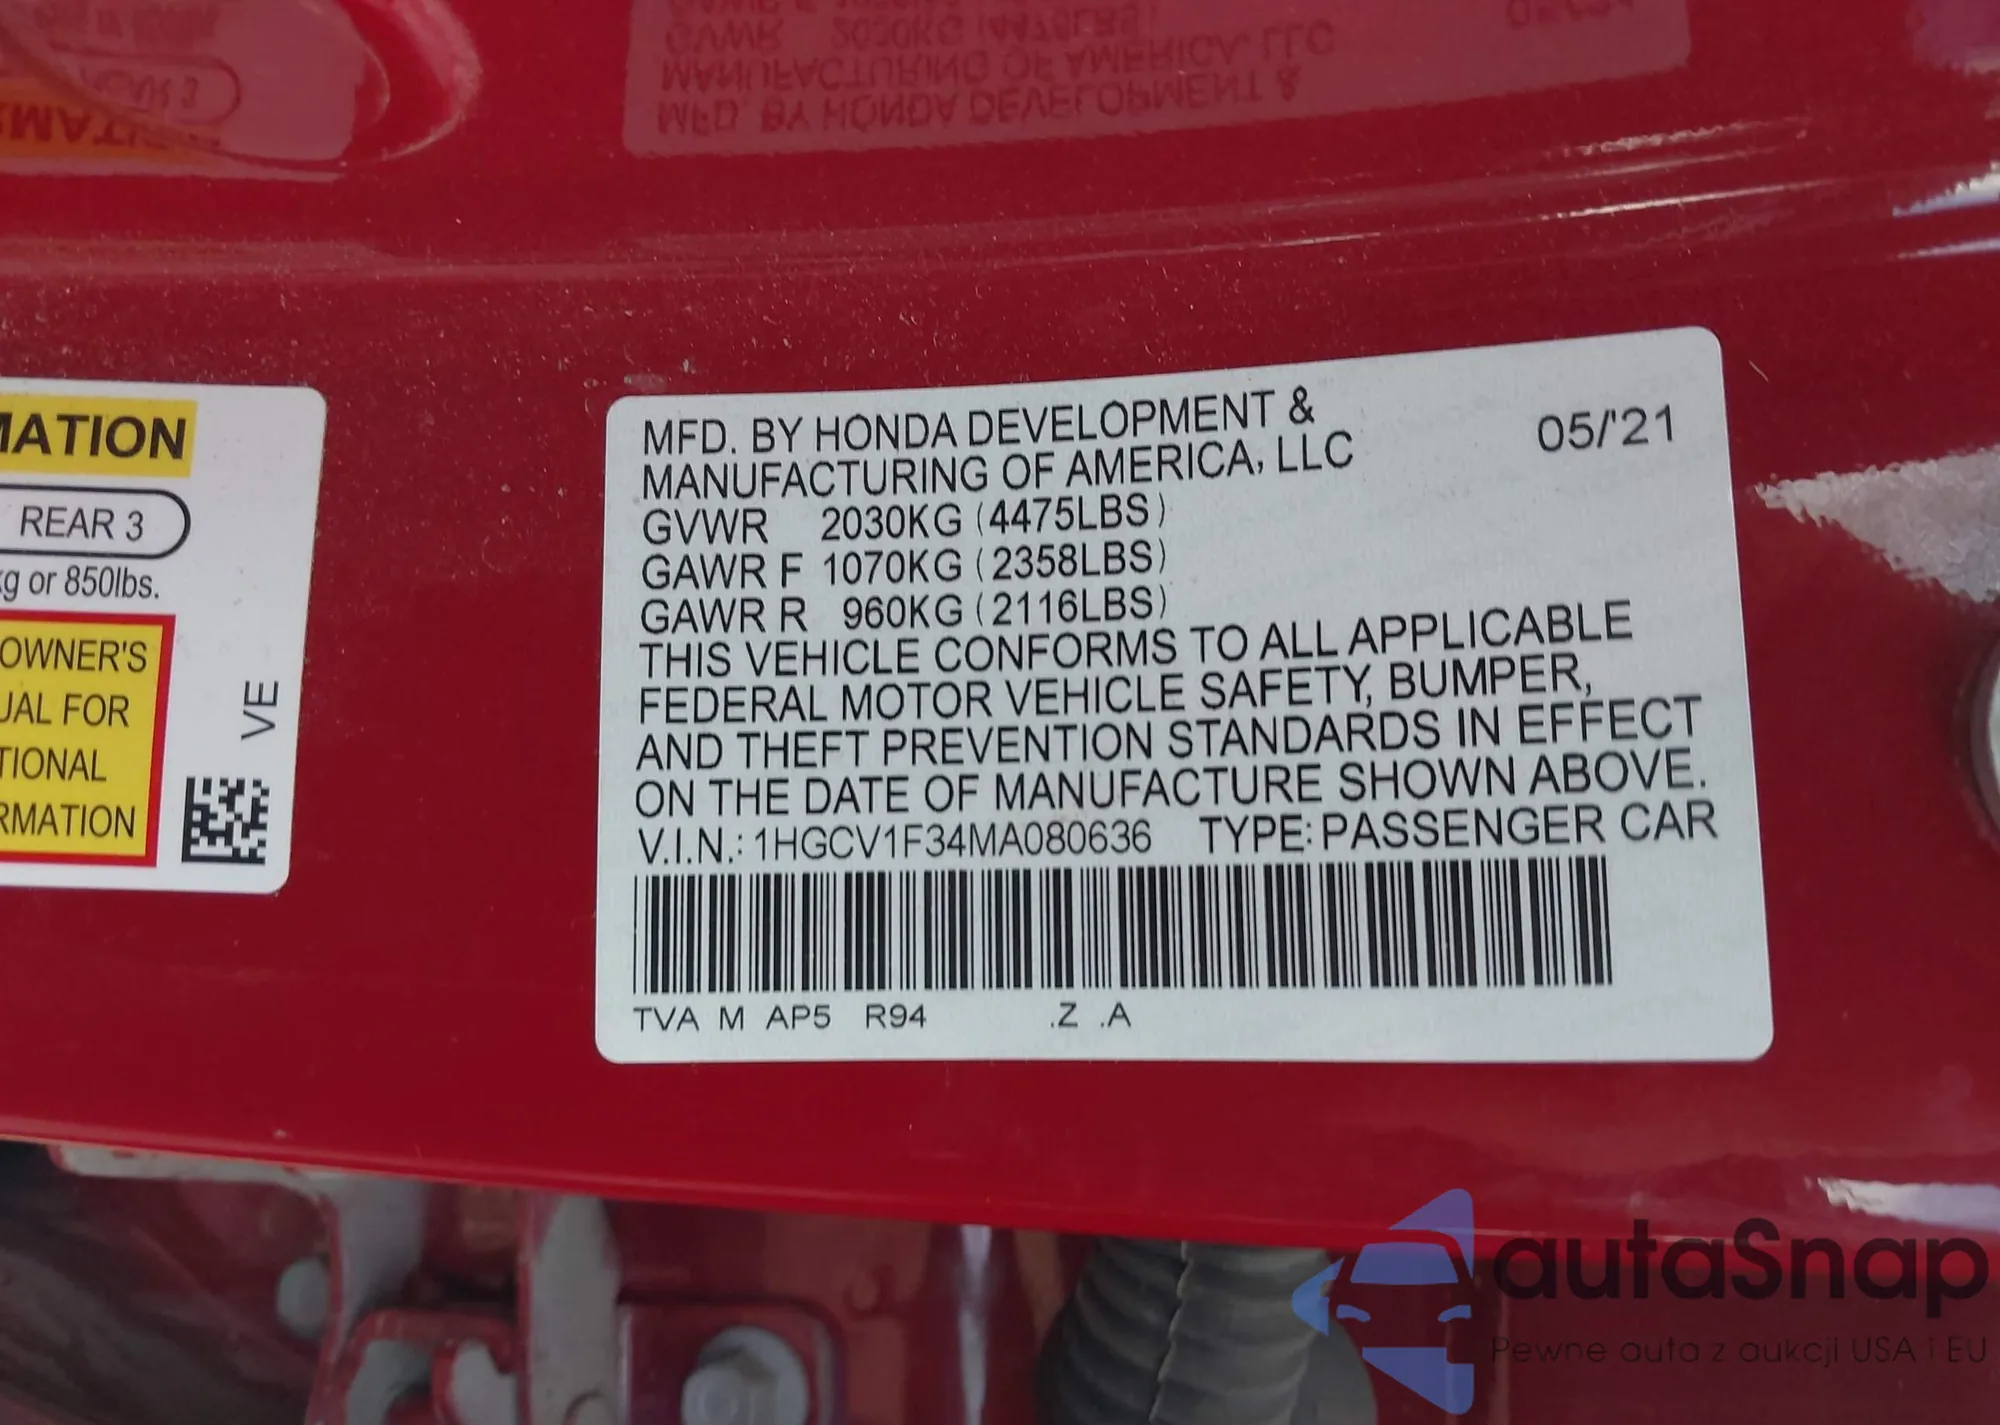 MATION
REAR 3
kg or 850lbs.
OWNER'S
UAL FOR
TIONAL
RMATION
VE
MFD. BY HONDA DEVELOPMENT &
MANUFACTURING OF AMERICA, LLC
05/'21
GVWR 2030KG (4475LBS)
GAWR F 1070KG (2358LBS)
GAWR R 960KG (2116LBS)
THIS VEHICLE CONFORMS TO ALL APPLICABLE
FEDERAL MOTOR VEHICLE SAFETY, BUMPER,
AND THEFT PREVENTION STANDARDS IN EFFECT
ON THE DATE OF MANUFACTURE SHOWN ABOVE.
V.I.N.: 1HGCV1F34MA080636 TYPE: PASSENGER CAR
TVA M AP5 R94 .Z .A
autaSnap
Pewne auta z aukcji USA i EU